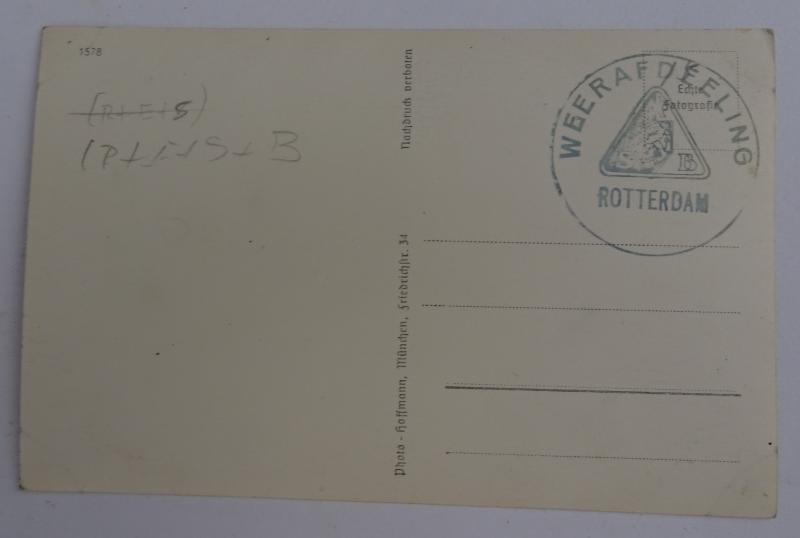 1578
(R+E+S)
Nachdruck verboten
Photo - Hoffmann, München, Friedrichstr. 34
Echte
Fotografie
WEERAFDEELING
ROTTERDAM